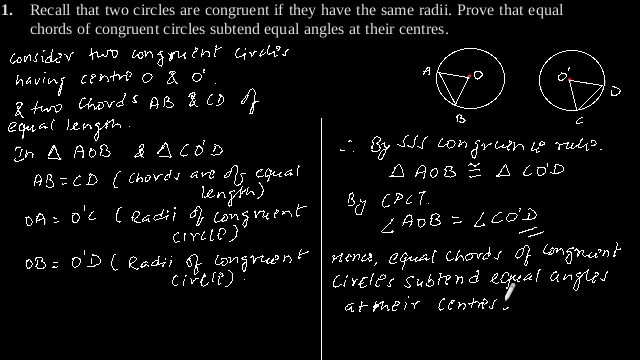 1. Recall that two circles are congruent if they have the same radii. Prove that equal
chords of congruent circles subtend equal angles at their centres.
Consider two congruent circles
having centre O & O'.
& two chords AB & CD of
equal length.
In △ AOB & △ CO'D
AB = CD ( chords are of equal
length)
OA = O'C ( Radii of congruent
circle)
OB = O'D ( Radii of congruent
circle).
A
O
B
O'
D
C
∴ By SSS congruence rule.
△ AOB ≅ △ CO'D
By CPCT.
∠AOB = ∠CO'D
Hence, equal chords of congruent
circles subtend equal angles
at their centres.